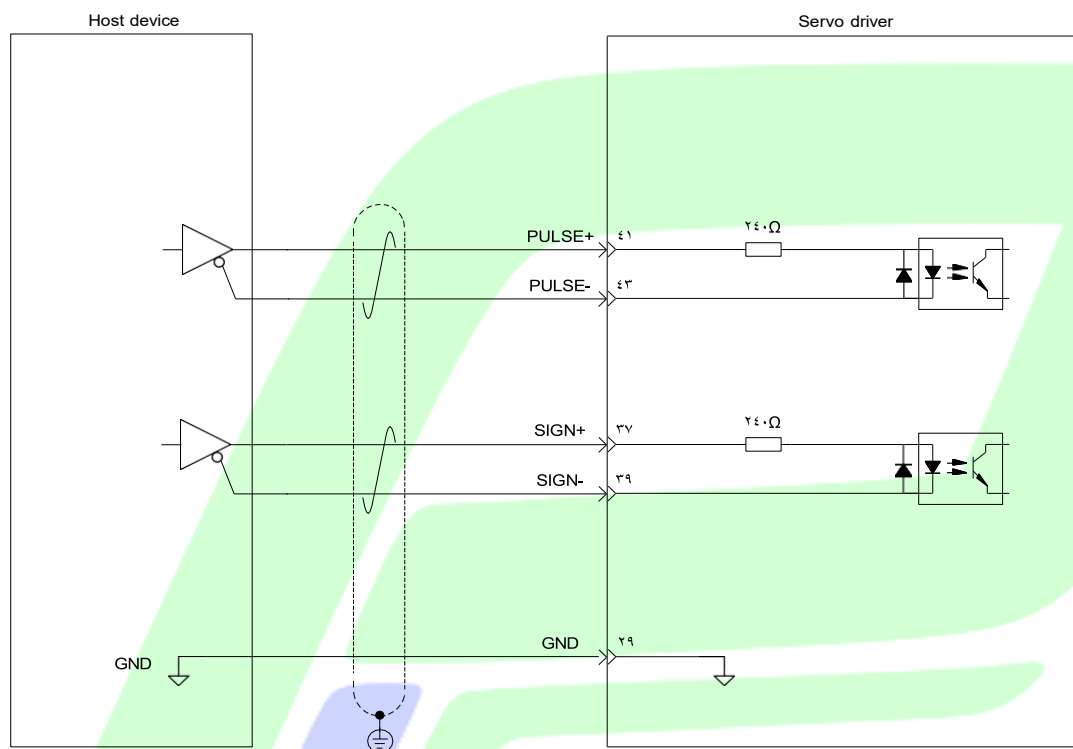 Host device
Servo driver
PULSE+
٤١
٢٤٠Ω
PULSE-
٤٣
SIGN+
٣٧
٢٤٠Ω
SIGN-
٣٩
GND
GND
٢٩